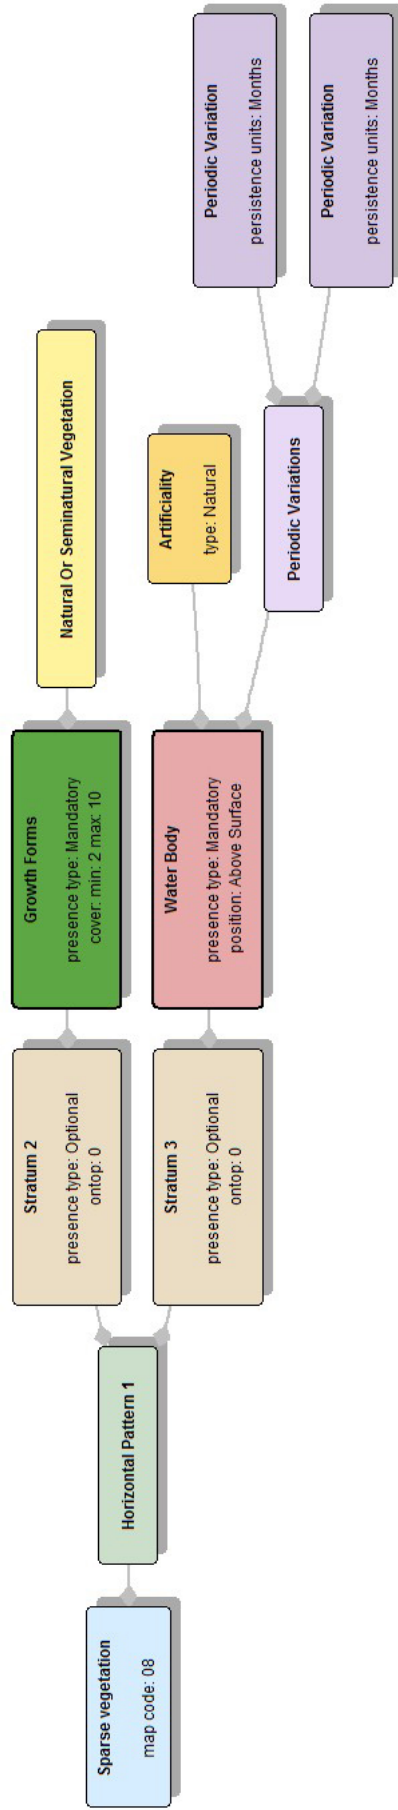 Sparse vegetation
map code: 08
Horizontal Pattern 1
Stratum 2
presence type: Optional
ontop: 0
Stratum 3
presence type: Optional
ontop: 0
Growth Forms
presence type: Mandatory
cover: min: 2 max: 10
Water Body
presence type: Mandatory
position: Above Surface
Natural Or Seminatural Vegetation
Artificiality
type: Natural
Periodic Variations
Periodic Variation
persistence units: Months
Periodic Variation
persistence units: Months